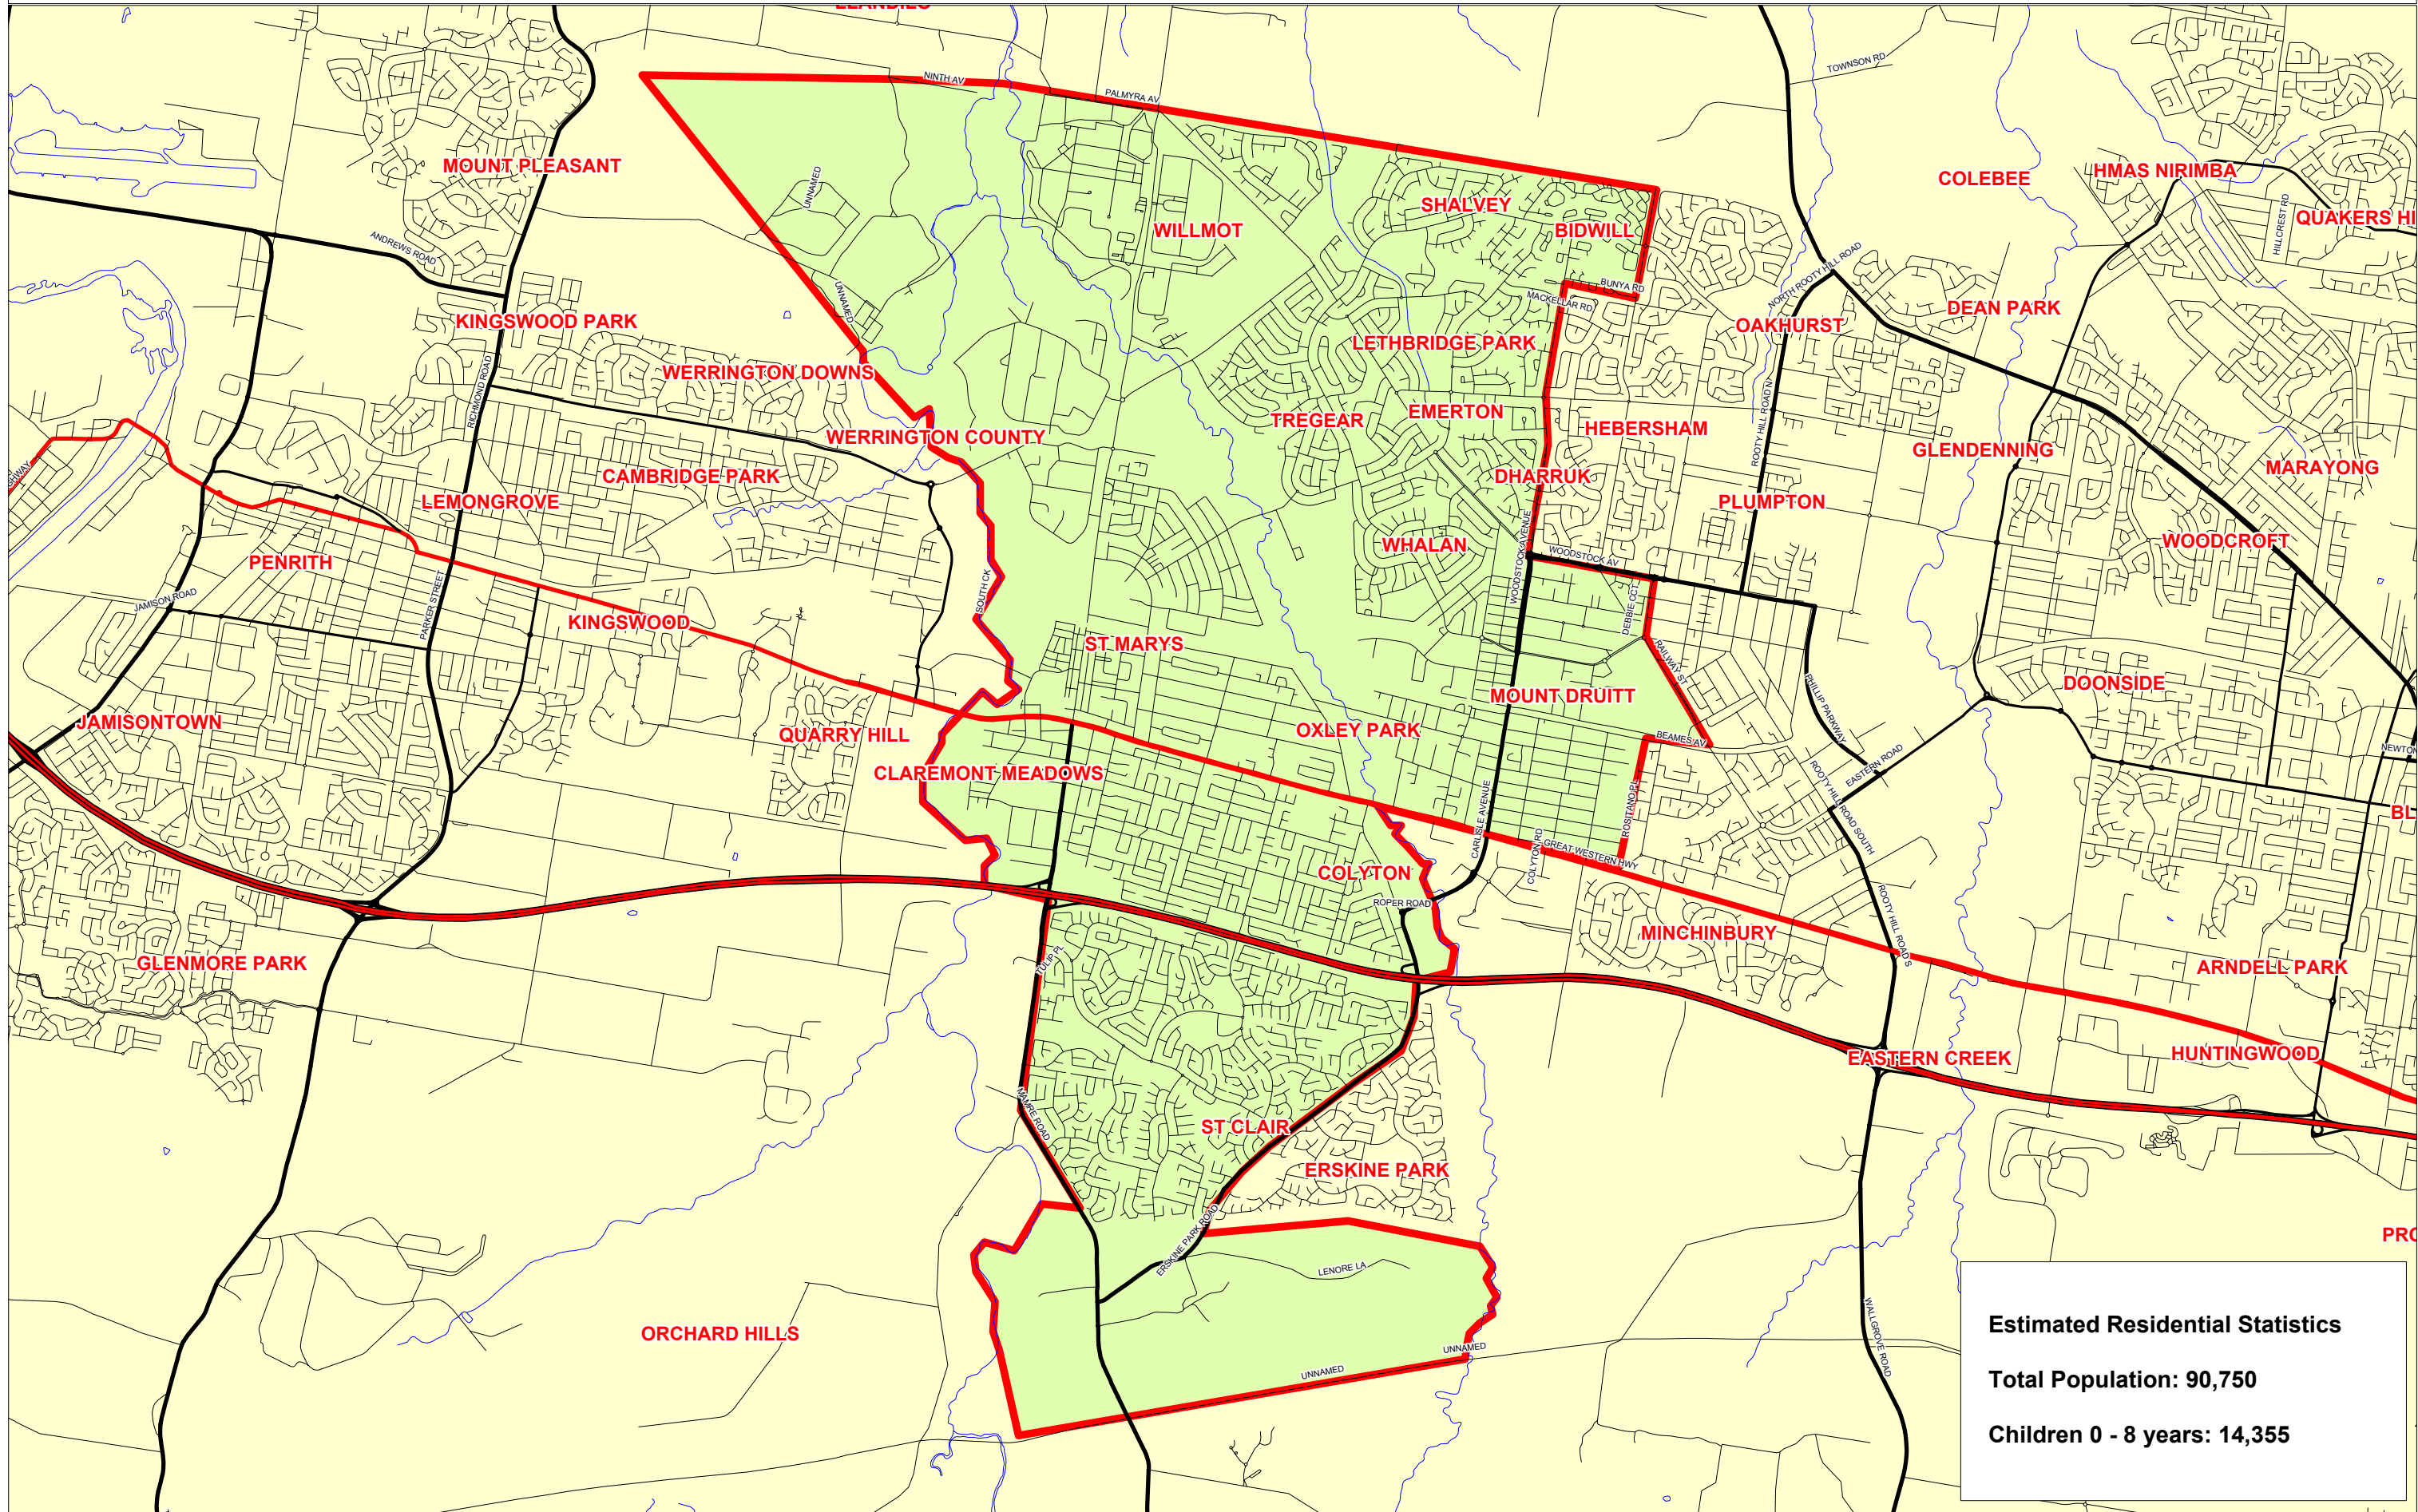 LLANDILO
NINTH AV
PALMYRA AV
TOWNSON RD
MOUNT PLEASANT
UNNAMED
COLEBEE
HMAS NIRIMBA
SHALVEY
WILLMOT
BIDWILL
HILLCREST RD
QUAKERS HI
ANDREWS ROAD
UNNAMED
BUNYA RD
MACKELLAR RD
NORTH ROOTY HILL ROAD
DEAN PARK
KINGSWOOD PARK
OAKHURST
LETHBRIDGE PARK
WERRINGTON DOWNS
RICHMOND ROAD
ROOTY HILL ROAD N
TREGEAR
EMERTON
HEBERSHAM
WERRINGTON COUNTY
GLENDENNING
MARAYONG
HWAY
CAMBRIDGE PARK
DHARRUK
LEMONGROVE
PLUMPTON
WOODCROFT
WHALAN
WOODSTOCK AVENUE
WOODSTOCK AV
PENRITH
JAMISON ROAD
PARKER STREET
SOUTH CK
DEBBIE CCT
KINGSWOOD
ST MARYS
RAILWAY ST
DOONSIDE
MOUNT DRUITT
PHILLIP PARKWAY
JAMISONTOWN
QUARRY HILL
OXLEY PARK
BEAMES AV
NEWTON
EASTERN ROAD
CLAREMONT MEADOWS
ROOTY HILL ROAD SOUTH
CARLISLE AVENUE
ROSITANO PL
BL
COLYTON RD
GREAT WESTERN HWY
COLYTON
ROPER ROAD
ROOTY HILL ROAD S
MINCHINBURY
TULIP PL
GLENMORE PARK
ARNDELL PARK
EASTERN CREEK
HUNTINGWOOD
MAMRE ROAD
ST CLAIR
ERSKINE PARK
ERSKINE PARK ROAD
PRO
LENORE LA
ORCHARD HILLS
WALLGROVE ROAD
UNNAMED
UNNAMED
Estimated Residential Statistics
Total Population: 90,750
Children 0 - 8 years: 14,355